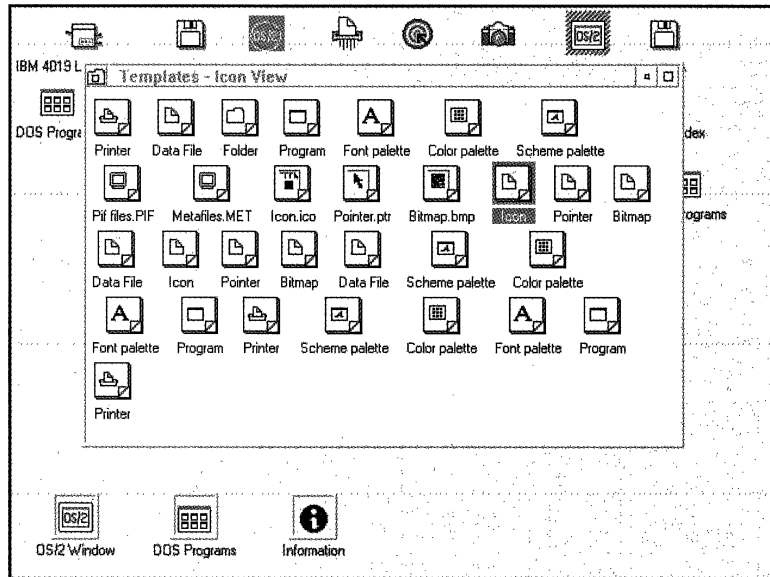 OS/2
IBM 4019 L
Templates - Icon View
DOS Progra
dex
Printer Data File Folder Program Font palette Color palette Scheme palette
Pif files.PIF Metafiles.MET Icon.ico Pointer.ptr Bitmap.bmp Icon Pointer Bitmap
ograms
Data File Icon Pointer Bitmap Data File Scheme palette Color palette
Font palette Program Printer Scheme palette Color palette Font palette Program
Printer
OS/2
OS/2 Window DOS Programs Information